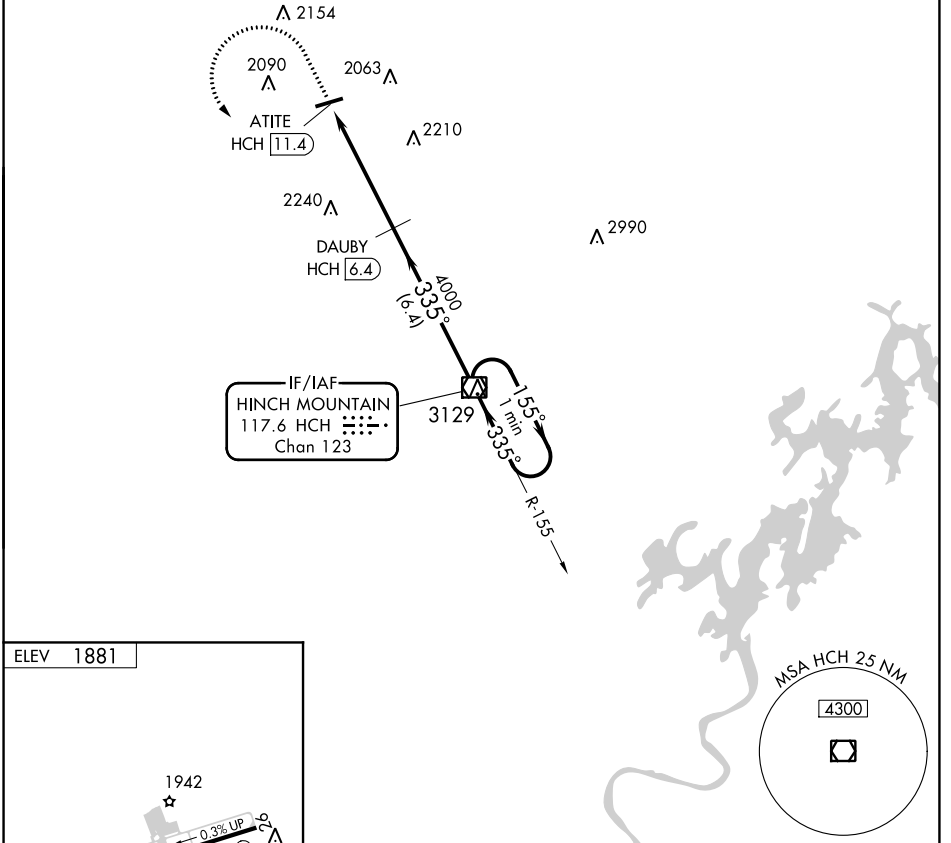 2154
2090
2063
ATITE
HCH 11.4
2210
2240
2990
DAUBY
HCH 6.4
4000
335°
(6.4)
IF/IAF
HINCH MOUNTAIN
117.6 HCH
Chan 123
3129
155°
1 min
335°
R-155
ELEV 1881
MSA HCH 25 NM
4300
1942
0.3% UP
26